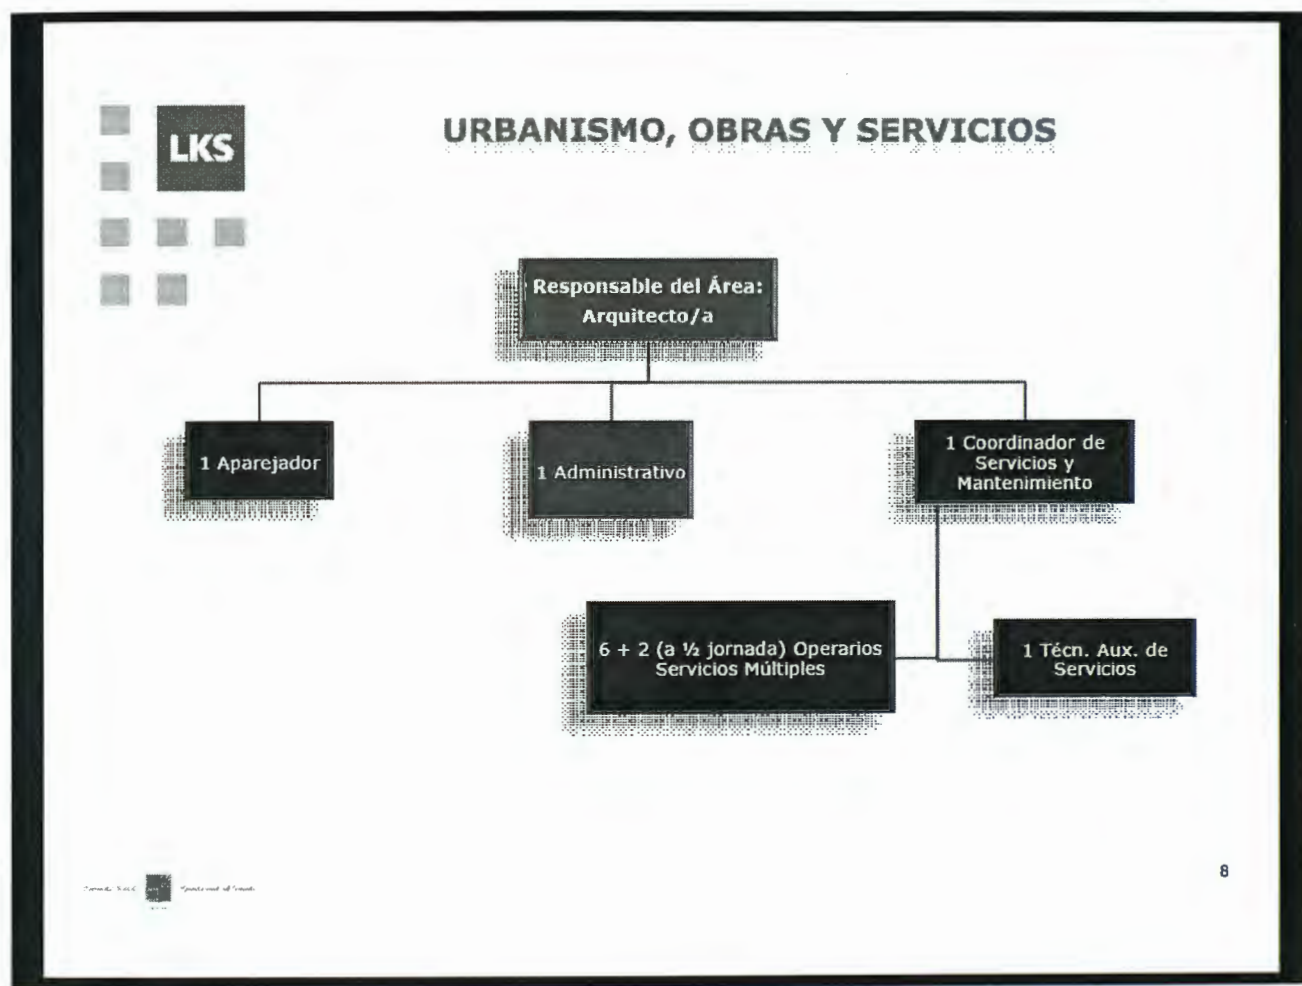 LKS
URBANISMO, OBRAS Y SERVICIOS
Responsable del Área:
Arquitecto/a
1 Aparejador
1 Administrativo
1 Coordinador de
Servicios y
Mantenimiento
6 + 2 (a ½ jornada) Operarios
Servicios Múltiples
1 Técn. Aux. de
Servicios
8